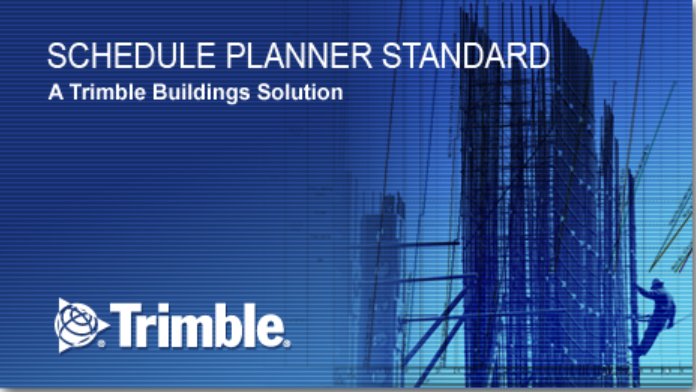 SCHEDULE PLANNER STANDARD
A Trimble Buildings Solution
®Trimble®